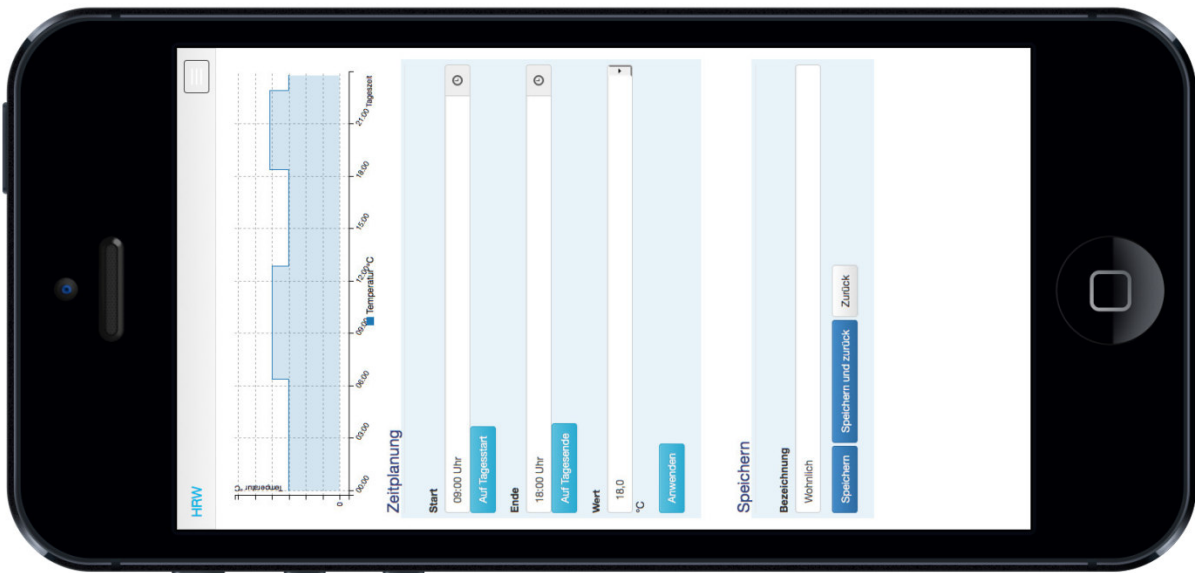 HRW
Temperatur °C
0
00:00
03:00
06:00
09:00
12:00
15:00
18:00
21:00
Tageszeit
Temperatur °C
Zeitplanung
Start
09:00 Uhr
Auf Tagesstart
Ende
18:00 Uhr
Auf Tagesende
Wert
18,0
°C
Anwenden
Speichern
Bezeichnung
Wohnlich
Speichern
Speichern und zurück
Zurück